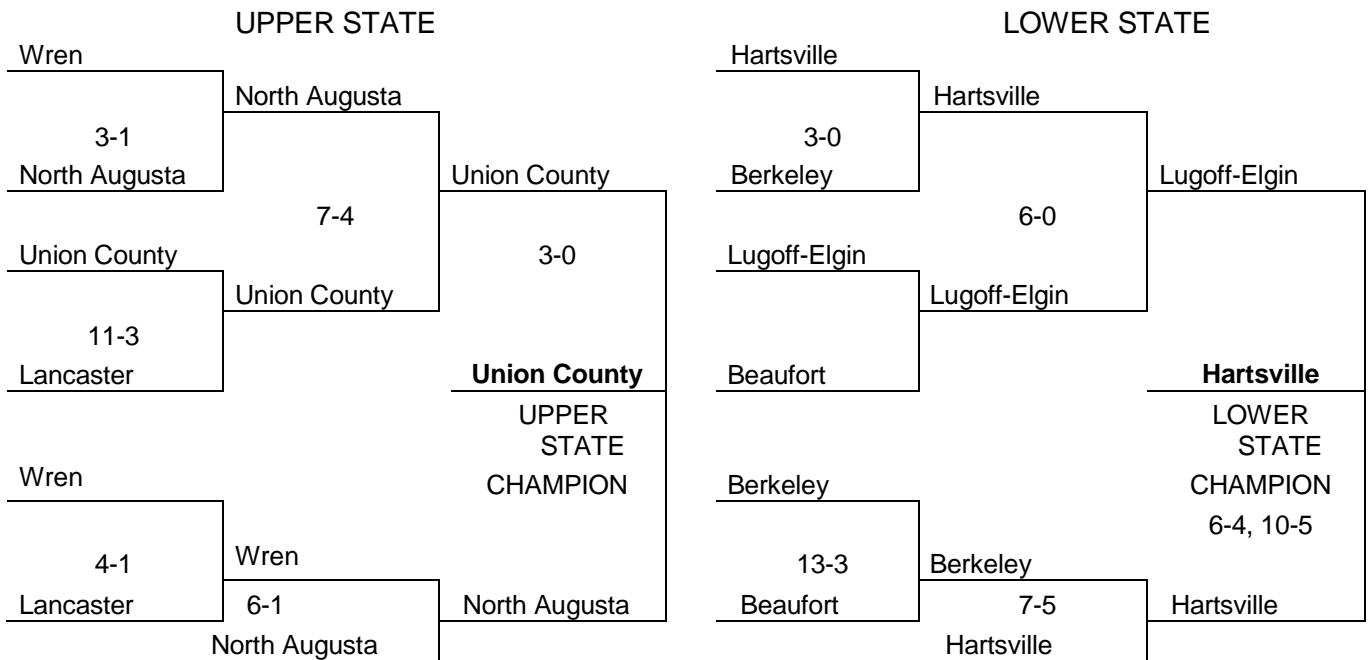 UPPER STATE
Wren
North Augusta
3-1
North Augusta
Union County
7-4
Union County
3-0
Union County
11-3
Lancaster
Union County
UPPER
STATE
CHAMPION
Wren
4-1
Wren
Lancaster
6-1
North Augusta
North Augusta
LOWER STATE
Hartsville
Hartsville
3-0
Berkeley
Lugoff-Elgin
6-0
Lugoff-Elgin
Lugoff-Elgin
Beaufort
Hartsville
LOWER
STATE
CHAMPION
6-4, 10-5
Berkeley
13-3
Berkeley
Beaufort
7-5
Hartsville
Hartsville